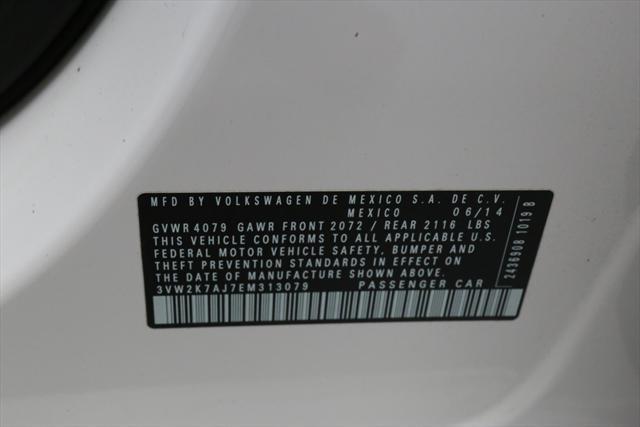 MFD BY VOLKSWAGEN DE MEXICO S.A. DE C.V.
MEXICO 06/14
GVWR 4079 GAWR FRONT 2072 / REAR 2116 LBS
THIS VEHICLE CONFORMS TO ALL APPLICABLE U.S.
FEDERAL MOTOR VEHICLE SAFETY, BUMPER AND
THEFT PREVENTION STANDARDS IN EFFECT ON
THE DATE OF MANUFACTURE SHOWN ABOVE.
3VW2K7AJ7EM313079 PASSENGER CAR
2436908 1019 B